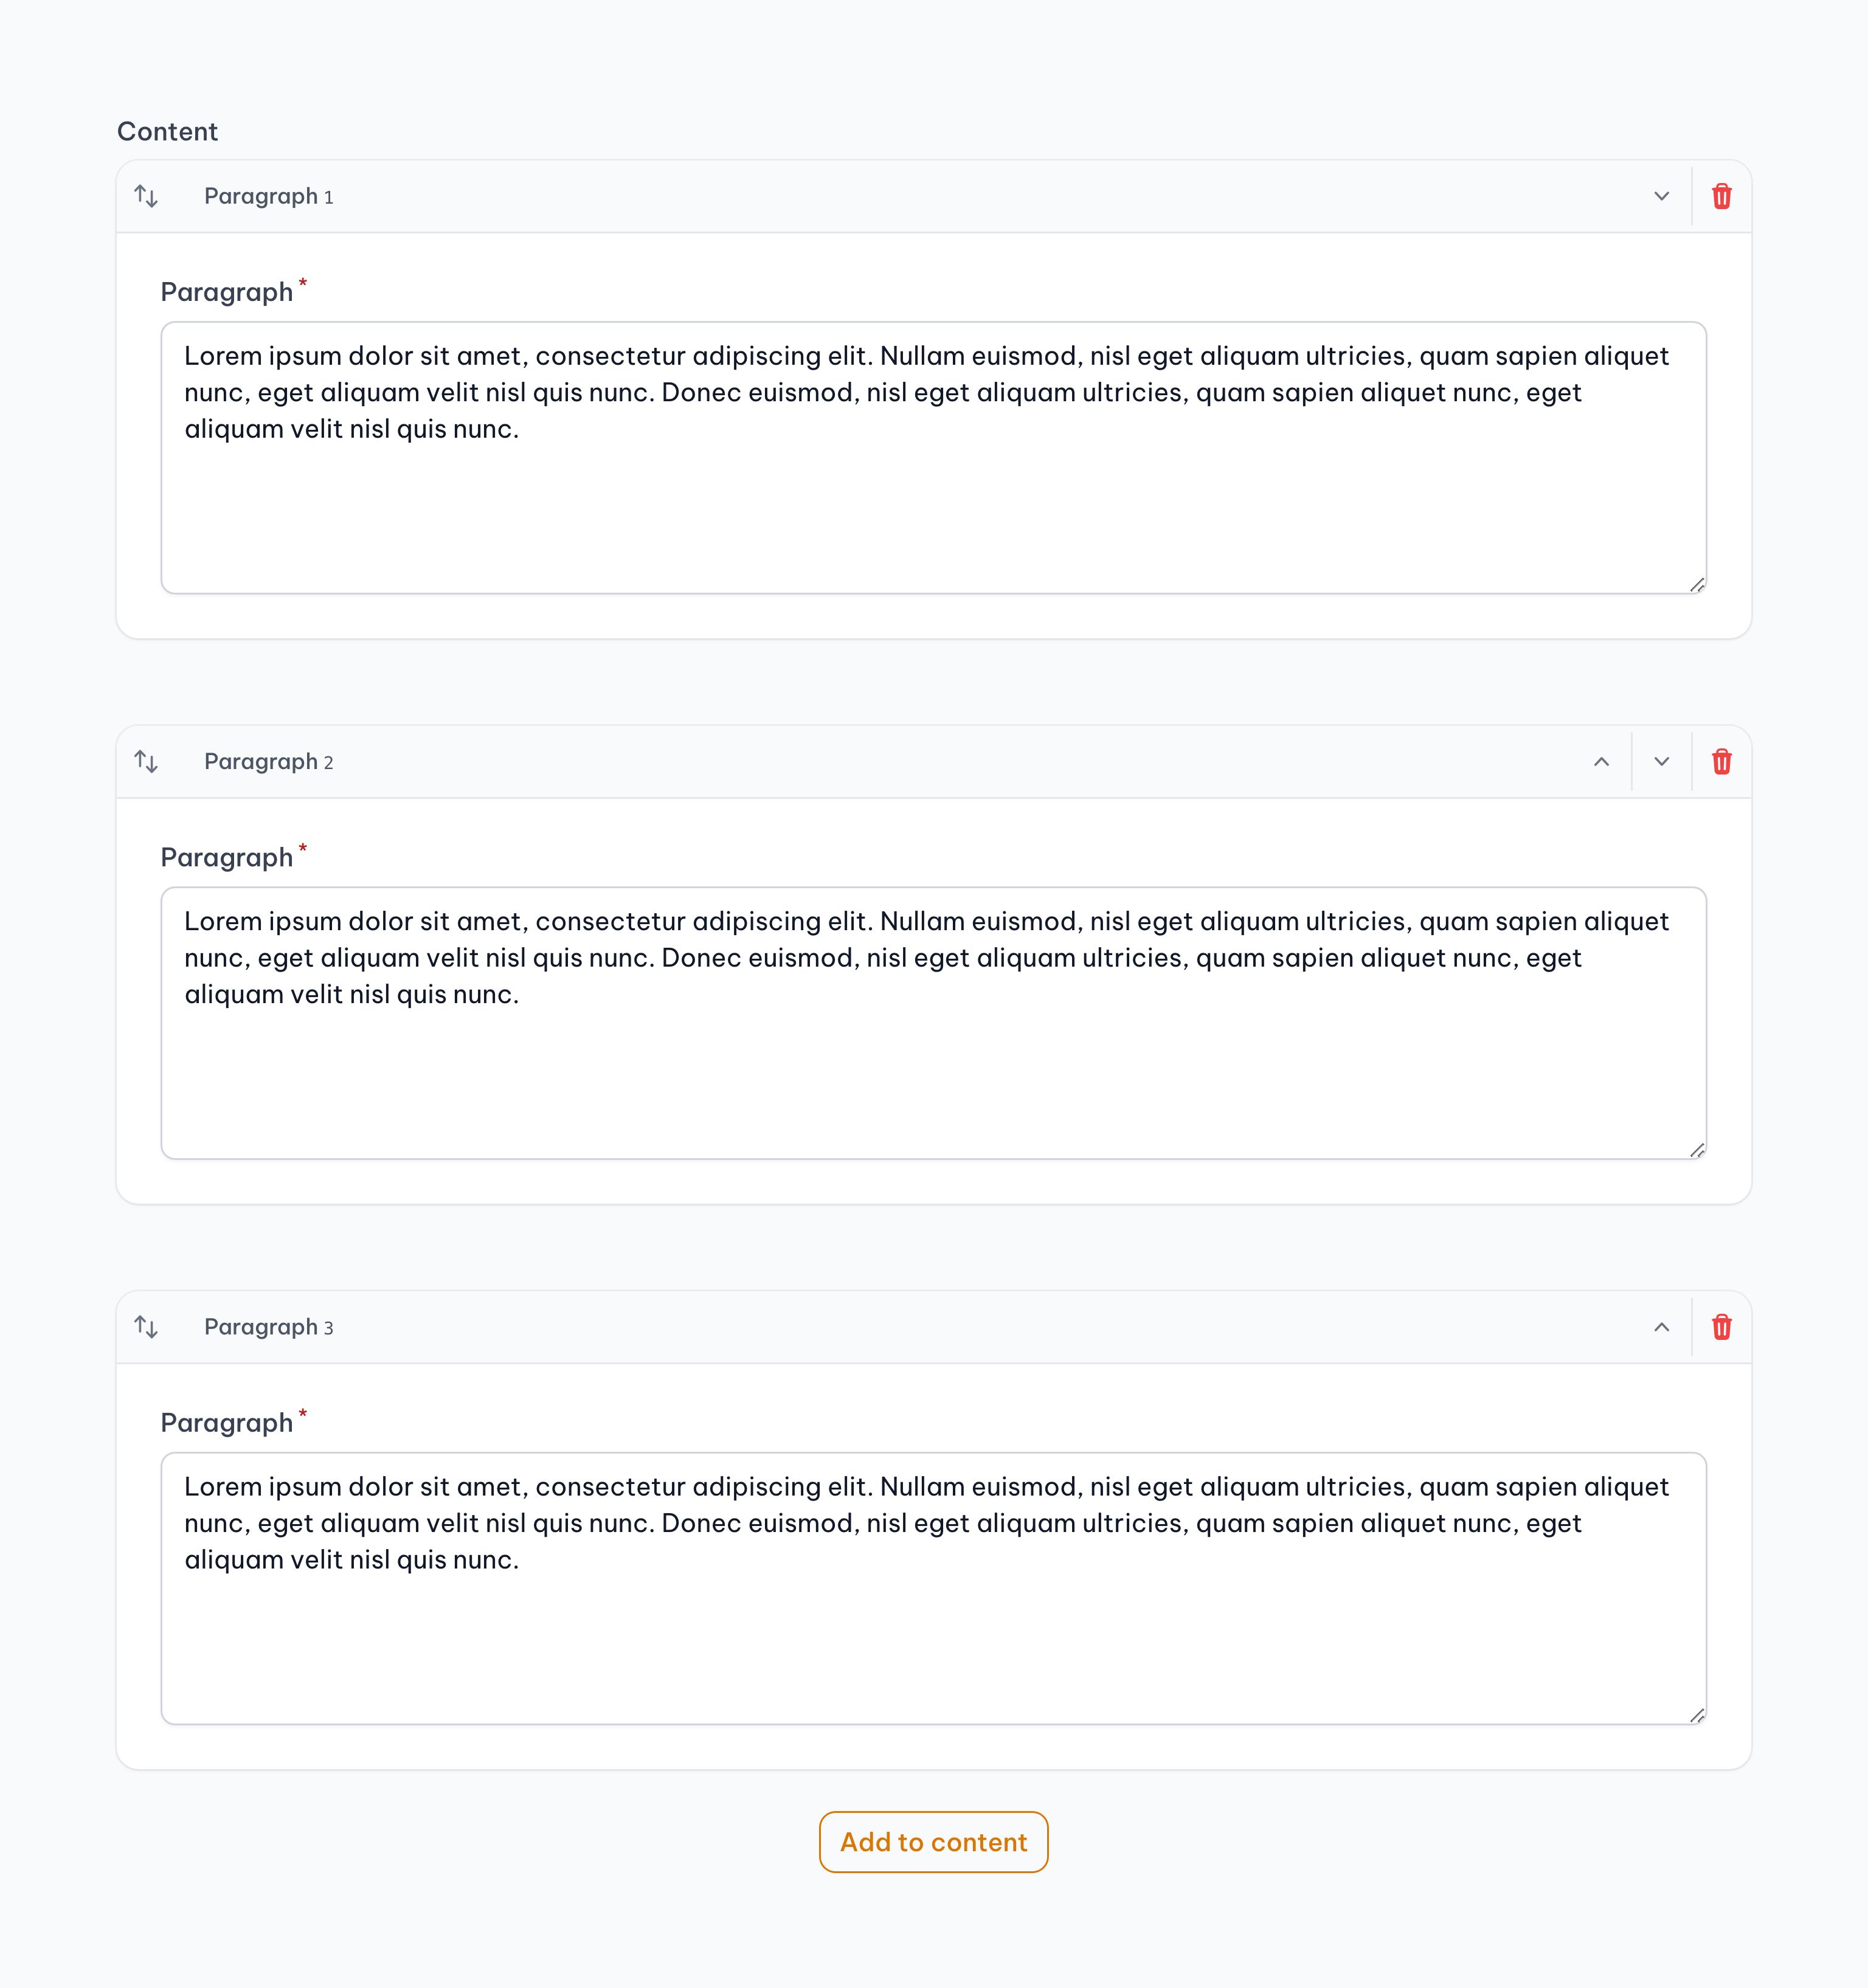 Content
Paragraph 1
Paragraph *
Lorem ipsum dolor sit amet, consectetur adipiscing elit. Nullam euismod, nisl eget aliquam ultricies, quam sapien aliquet
nunc, eget aliquam velit nisl quis nunc. Donec euismod, nisl eget aliquam ultricies, quam sapien aliquet nunc, eget
aliquam velit nisl quis nunc.
Paragraph 2
Paragraph *
Lorem ipsum dolor sit amet, consectetur adipiscing elit. Nullam euismod, nisl eget aliquam ultricies, quam sapien aliquet
nunc, eget aliquam velit nisl quis nunc. Donec euismod, nisl eget aliquam ultricies, quam sapien aliquet nunc, eget
aliquam velit nisl quis nunc.
Paragraph 3
Paragraph *
Lorem ipsum dolor sit amet, consectetur adipiscing elit. Nullam euismod, nisl eget aliquam ultricies, quam sapien aliquet
nunc, eget aliquam velit nisl quis nunc. Donec euismod, nisl eget aliquam ultricies, quam sapien aliquet nunc, eget
aliquam velit nisl quis nunc.
Add to content